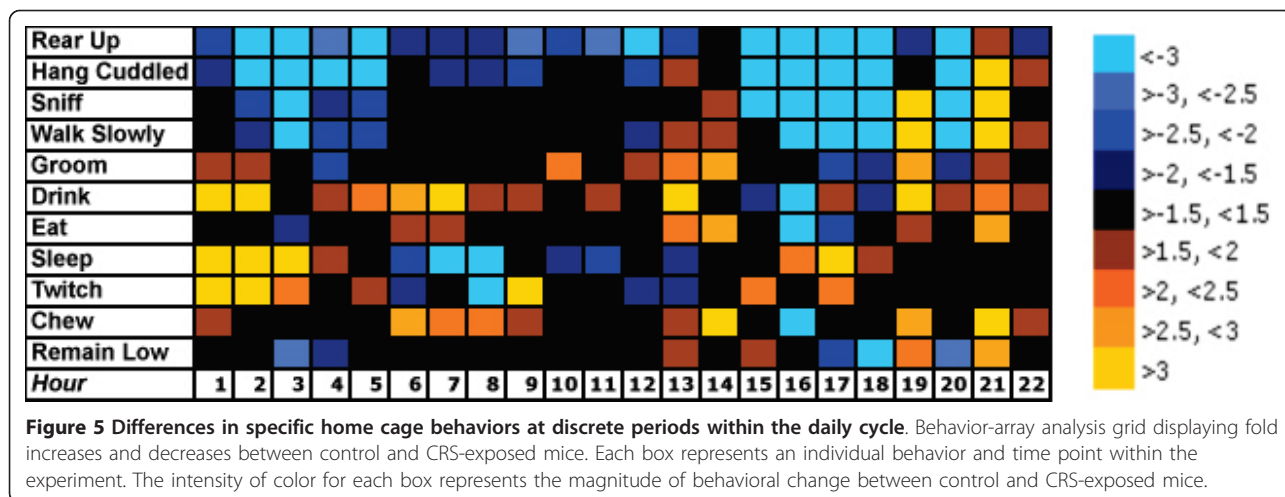 Rear Up
Hang Cuddled
Sniff
Walk Slowly
Groom
Drink
Eat
Sleep
Twitch
Chew
Remain Low
Hour 1 2 3 4 5 6 7 8 9 10 11 12 13 14 15 16 17 18 19 20 21 22
<-3
>-3, <-2.5
>-2.5, <-2
>-2, <-1.5
>-1.5, <1.5
>1.5, <2
>2, <2.5
>2.5, <3
>3
Figure 5 Differences in specific home cage behaviors at discrete periods within the daily cycle. Behavior-array analysis grid displaying fold
increases and decreases between control and CRS-exposed mice. Each box represents an individual behavior and time point within the
experiment. The intensity of color for each box represents the magnitude of behavioral change between control and CRS-exposed mice.